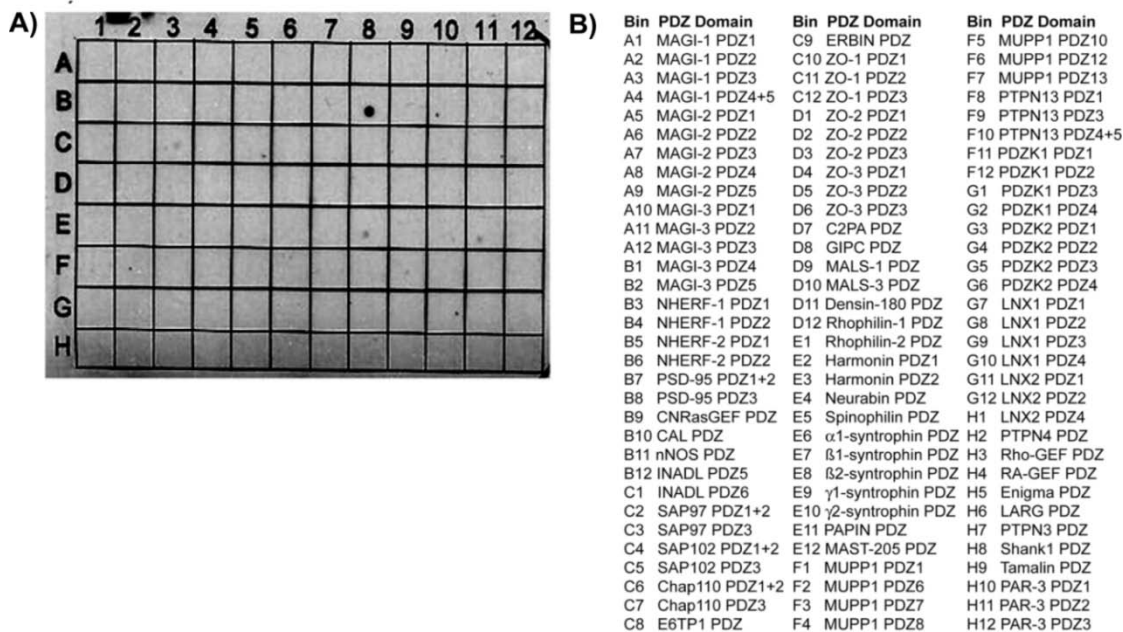 A)
1 2 3 4 5 6 7 8 9 10 11 12
A
B
C
D
E
F
G
H
B)
Bin PDZ Domain
A1 MAGI-1 PDZ1
A2 MAGI-1 PDZ2
A3 MAGI-1 PDZ3
A4 MAGI-1 PDZ4+5
A5 MAGI-2 PDZ1
A6 MAGI-2 PDZ2
A7 MAGI-2 PDZ3
A8 MAGI-2 PDZ4
A9 MAGI-2 PDZ5
A10 MAGI-3 PDZ1
A11 MAGI-3 PDZ2
A12 MAGI-3 PDZ3
B1 MAGI-3 PDZ4
B2 MAGI-3 PDZ5
B3 NHERF-1 PDZ1
B4 NHERF-1 PDZ2
B5 NHERF-2 PDZ1
B6 NHERF-2 PDZ2
B7 PSD-95 PDZ1+2
B8 PSD-95 PDZ3
B9 CNRasGEF PDZ
B10 CAL PDZ
B11 nNOS PDZ
B12 INADL PDZ5
C1 INADL PDZ6
C2 SAP97 PDZ1+2
C3 SAP97 PDZ3
C4 SAP102 PDZ1+2
C5 SAP102 PDZ3
C6 Chap110 PDZ1+2
C7 Chap110 PDZ3
C8 E6TP1 PDZ
Bin PDZ Domain
C9 ERBIN PDZ
C10 ZO-1 PDZ1
C11 ZO-1 PDZ2
C12 ZO-1 PDZ3
D1 ZO-2 PDZ1
D2 ZO-2 PDZ2
D3 ZO-2 PDZ3
D4 ZO-3 PDZ1
D5 ZO-3 PDZ2
D6 ZO-3 PDZ3
D7 C2PA PDZ
D8 GIPC PDZ
D9 MALS-1 PDZ
D10 MALS-3 PDZ
D11 Densin-180 PDZ
D12 Rhophilin-1 PDZ
E1 Rhophilin-2 PDZ
E2 Harmonin PDZ1
E3 Harmonin PDZ2
E4 Neurabin PDZ
E5 Spinophilin PDZ
E6 α1-syntrophin PDZ
E7 ß1-syntrophin PDZ
E8 ß2-syntrophin PDZ
E9 γ1-syntrophin PDZ
E10 γ2-syntrophin PDZ
E11 PAPIN PDZ
E12 MAST-205 PDZ
F1 MUPP1 PDZ1
F2 MUPP1 PDZ6
F3 MUPP1 PDZ7
F4 MUPP1 PDZ8
Bin PDZ Domain
F5 MUPP1 PDZ10
F6 MUPP1 PDZ12
F7 MUPP1 PDZ13
F8 PTPN13 PDZ1
F9 PTPN13 PDZ3
F10 PTPN13 PDZ4+5
F11 PDZK1 PDZ1
F12 PDZK1 PDZ2
G1 PDZK1 PDZ3
G2 PDZK1 PDZ4
G3 PDZK2 PDZ1
G4 PDZK2 PDZ2
G5 PDZK2 PDZ3
G6 PDZK2 PDZ4
G7 LNX1 PDZ1
G8 LNX1 PDZ2
G9 LNX1 PDZ3
G10 LNX1 PDZ4
G11 LNX2 PDZ1
G12 LNX2 PDZ2
H1 LNX2 PDZ4
H2 PTPN4 PDZ
H3 Rho-GEF PDZ
H4 RA-GEF PDZ
H5 Enigma PDZ
H6 LARG PDZ
H7 PTPN3 PDZ
H8 Shank1 PDZ
H9 Tamalin PDZ
H10 PAR-3 PDZ1
H11 PAR-3 PDZ2
H12 PAR-3 PDZ3